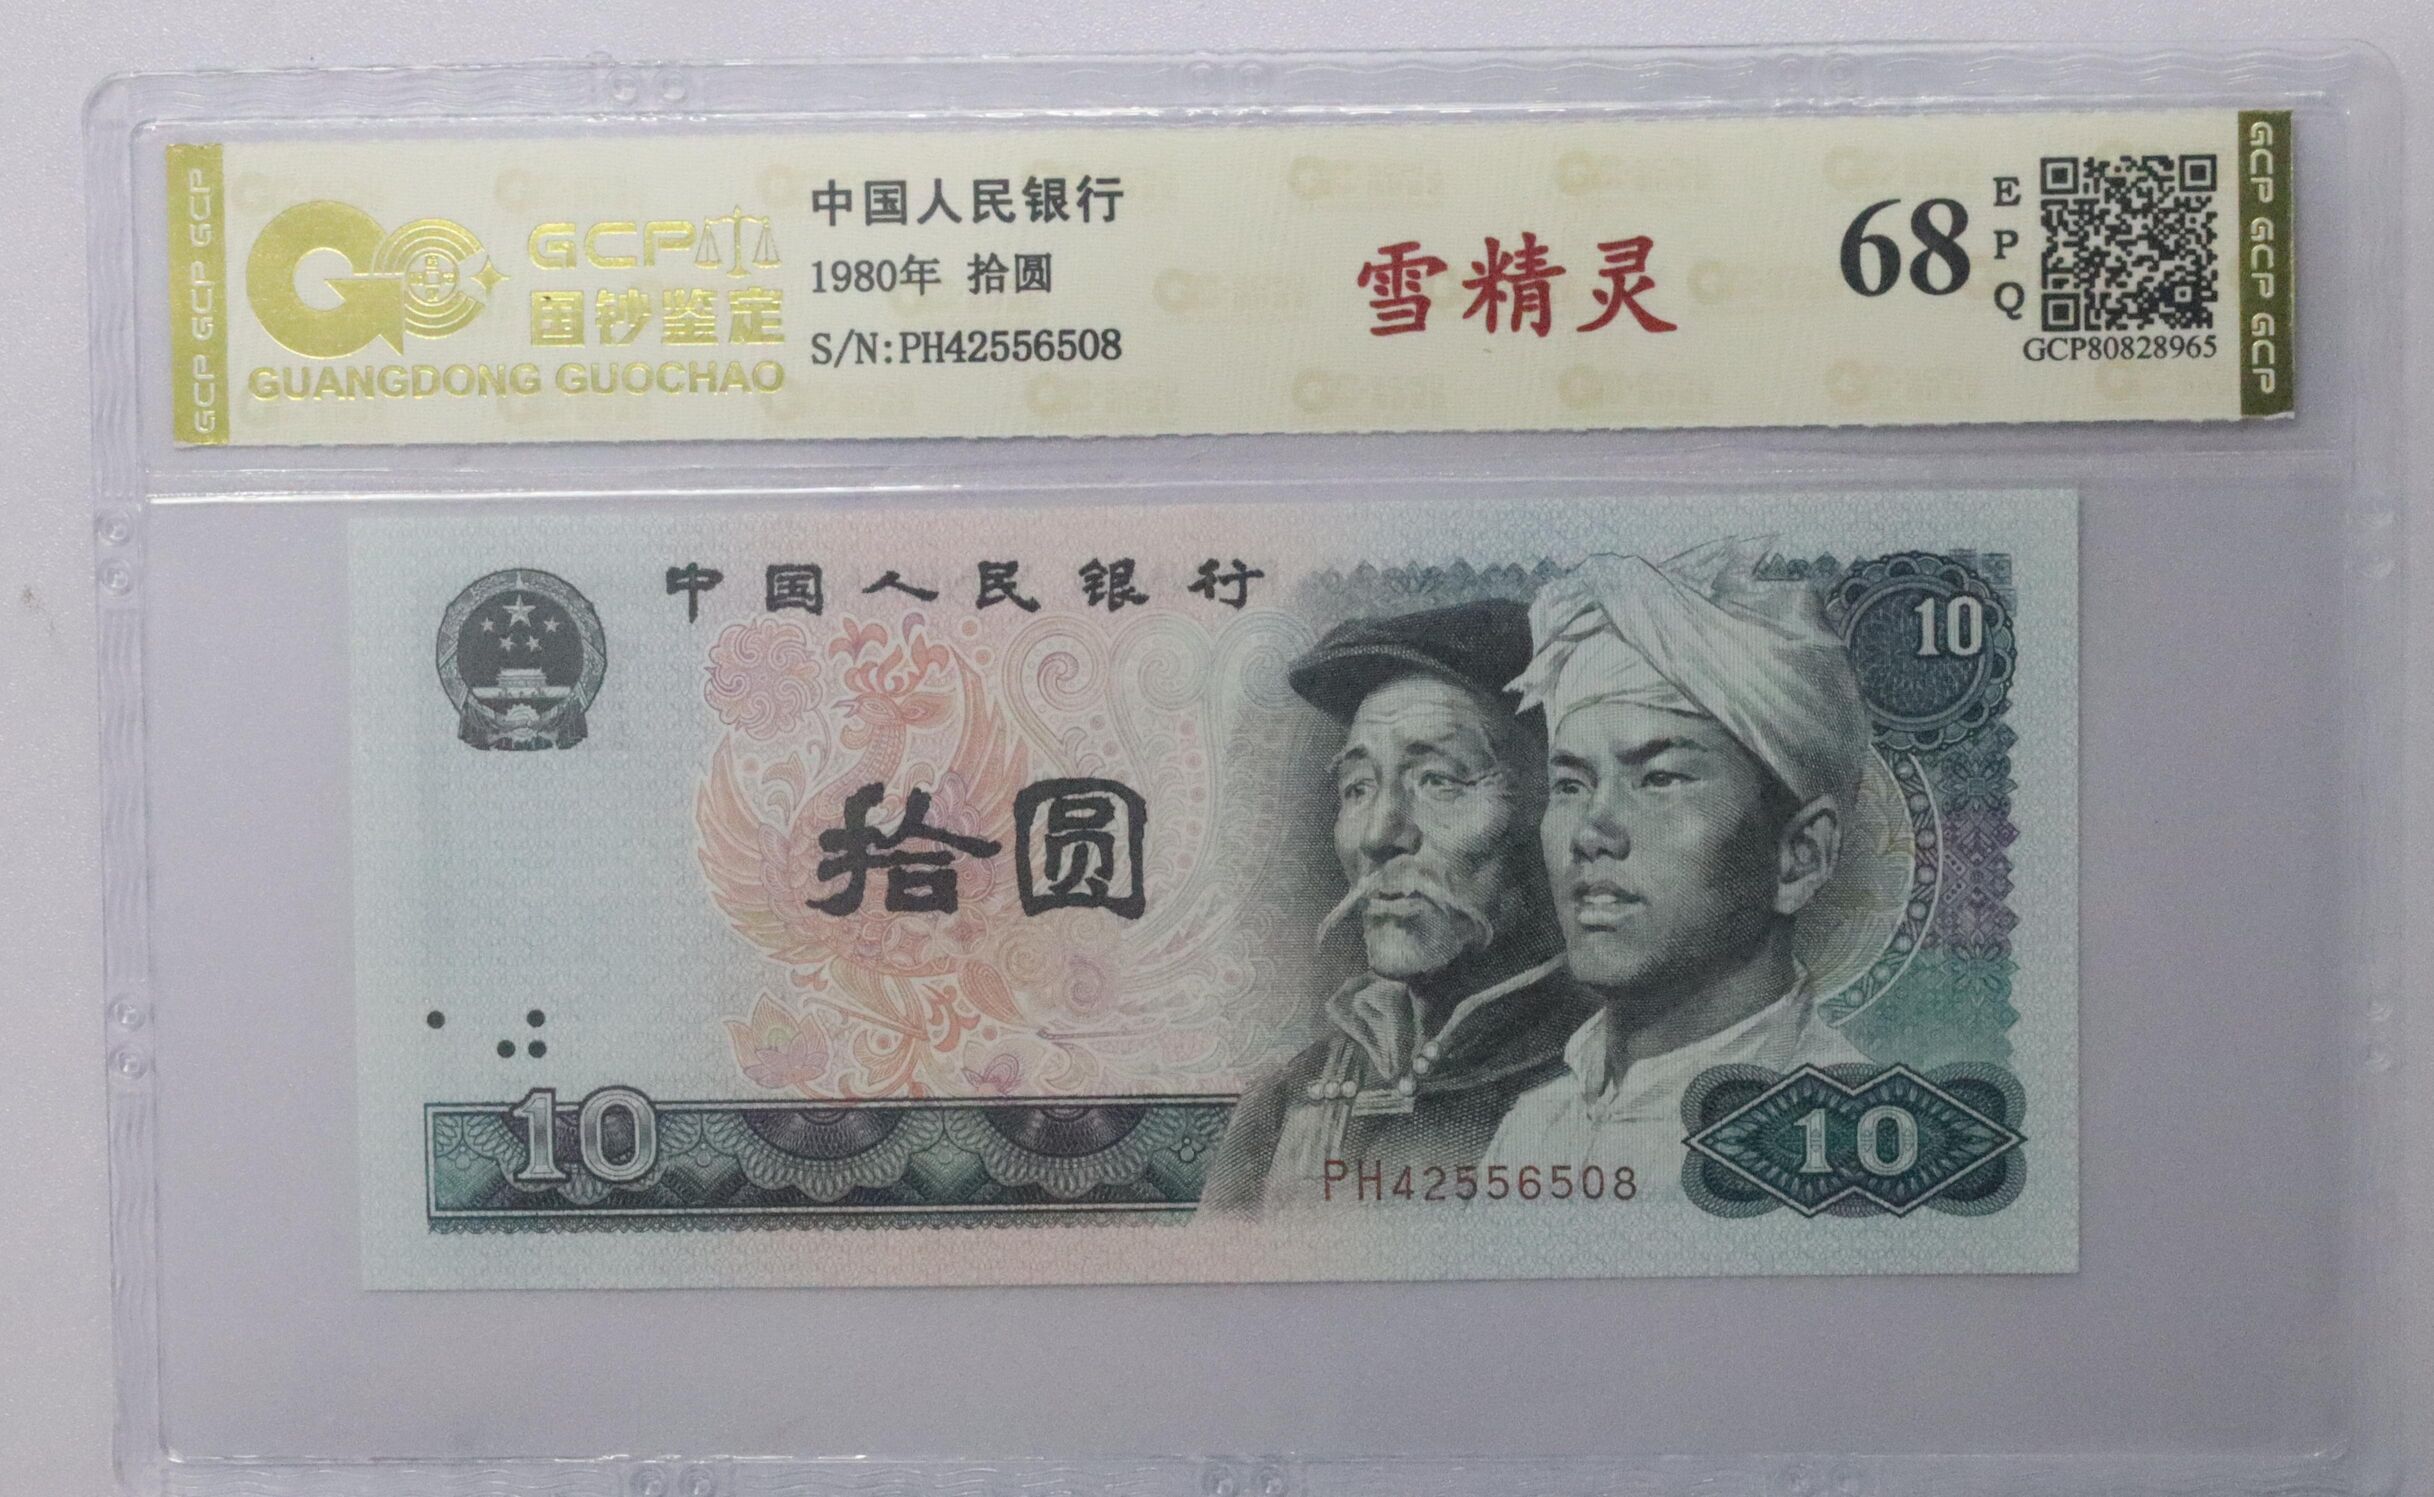 GCP GCP GCP
GCP
国钞鉴定
GUANGDONG GUOCHAO
中国人民银行
1980年 拾圆
S/N:PH42556508
雪精灵
68
E
P
Q
GCP80828965
GCP GCP GCP
中国人民银行
10
拾圆
10
PH42556508
10